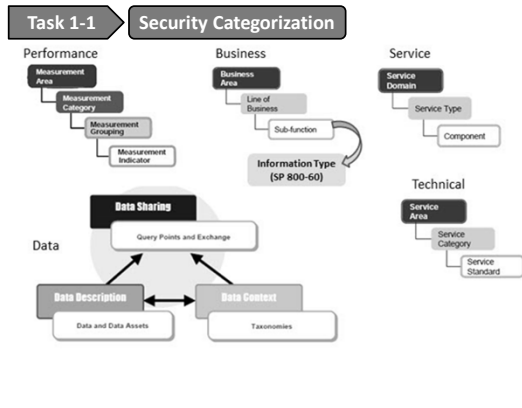 Task 1-1
Security Categorization
Performance
Measurement
Area
Measurement
Category
Measurement
Grouping
Measurement
Indicator
Business
Business
Area
Line of
Business
Sub-function
Information Type
(SP 800-60)
Service
Service
Domain
Service Type
Component
Technical
Service
Area
Service
Category
Service
Standard
Data
Data Sharing
Query Points and Exchange
Data Description
Data and Data Assets
Data Context
Taxonomies